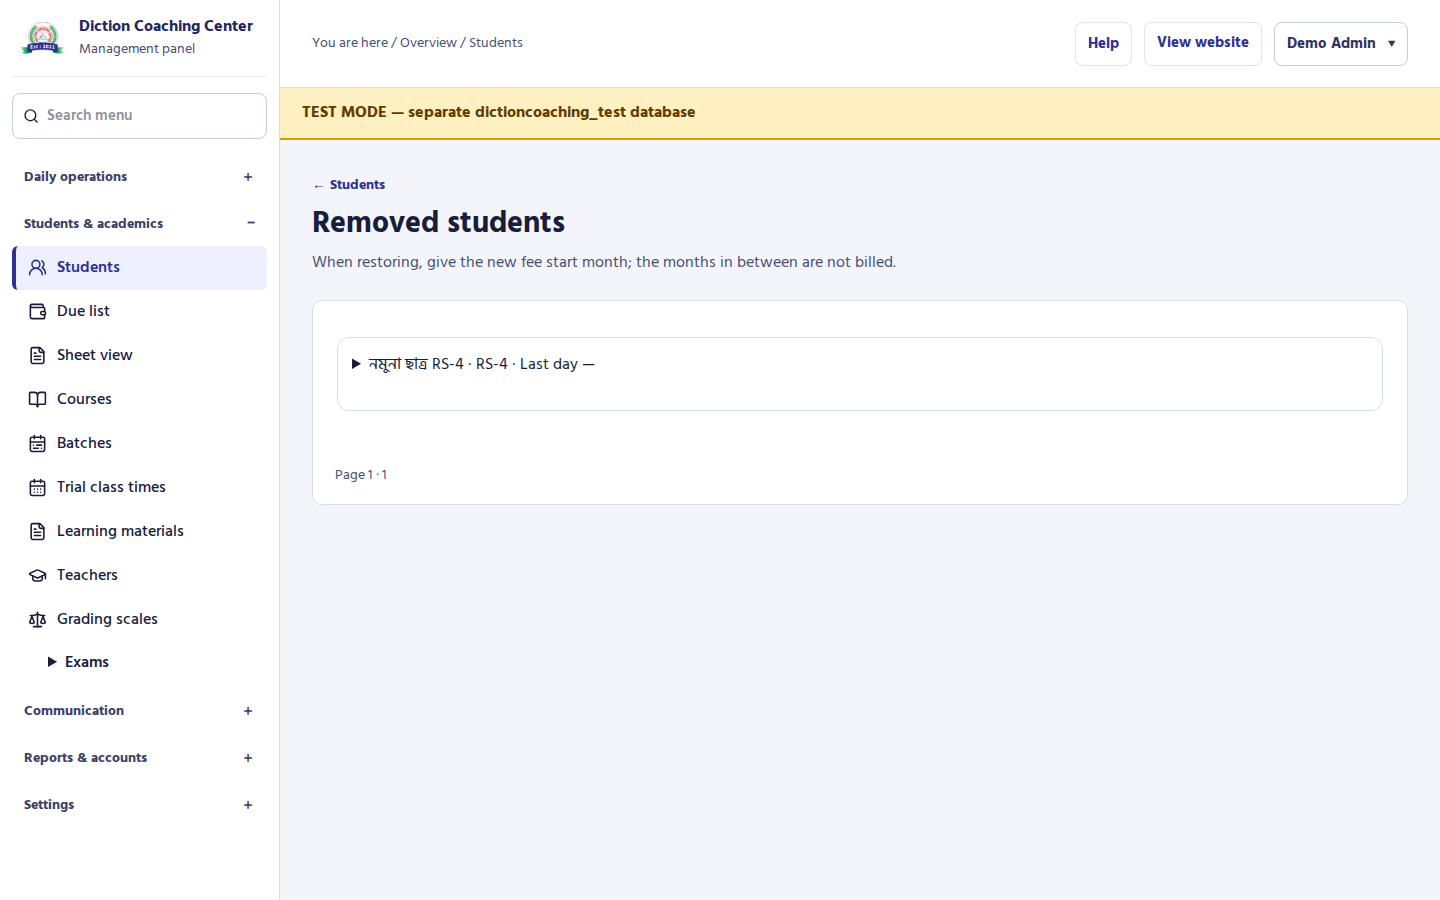 Diction Coaching Center
Management panel
Est : 2011
Search menu
Daily operations +
Students & academics −
Students
Due list
Sheet view
Courses
Batches
Trial class times
Learning materials
Teachers
Grading scales
▶ Exams
Communication +
Reports & accounts +
Settings +
You are here / Overview / Students
Help
View website
Demo Admin ▼
TEST MODE — separate dictioncoaching_test database
← Students
Removed students
When restoring, give the new fee start month; the months in between are not billed.
▶ নমুনা ছাত্র RS-4 · RS-4 · Last day —
Page 1 · 1